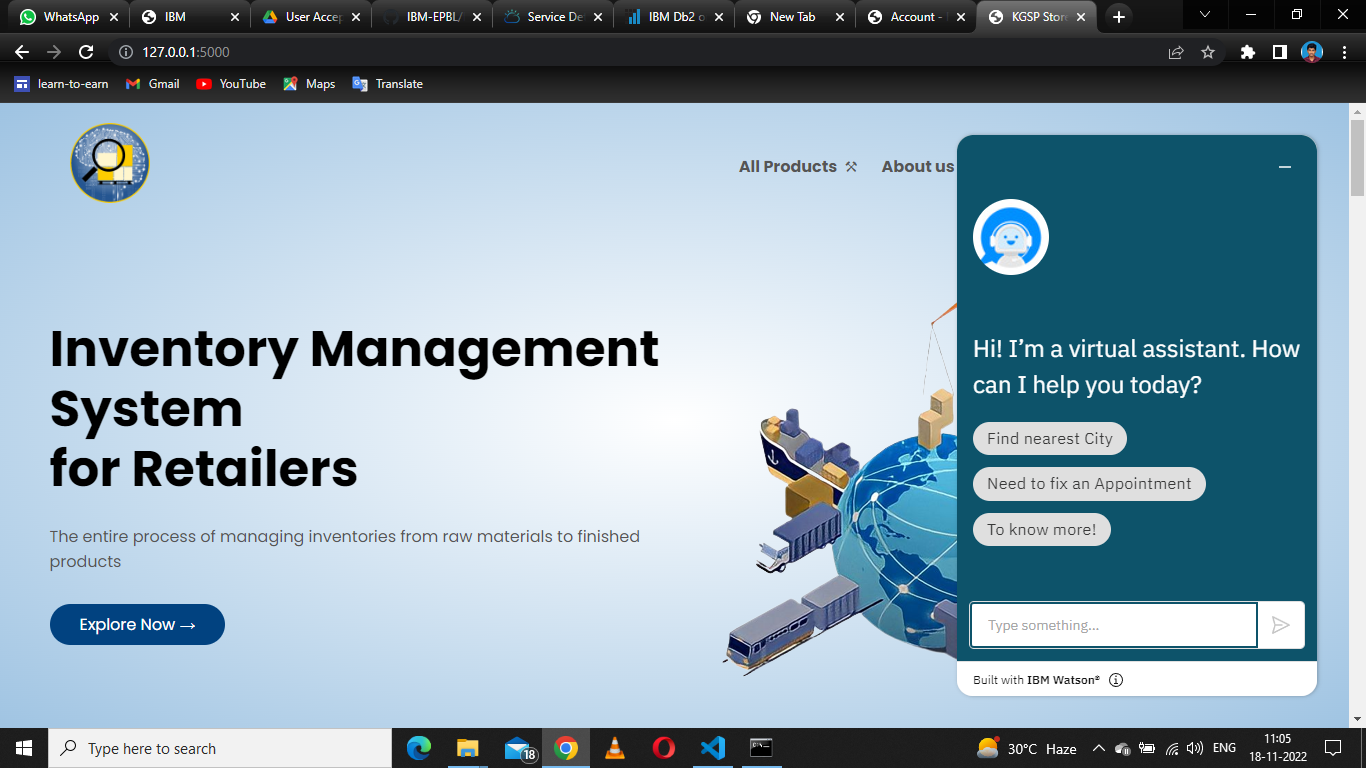 WhatsApp
IBM
User Accep
IBM-EPBL/
Service De
IBM Db2 o
New Tab
Account -
KGSP Stor
127.0.0.1:5000
learn-to-earn
Gmail
YouTube
Maps
Translate
All Products
About us
Inventory Management
System
for Retailers
The entire process of managing inventories from raw materials to finished
products
Explore Now →
Hi! I’m a virtual assistant. How
can I help you today?
Find nearest City
Need to fix an Appointment
To know more!
Type something...
Built with IBM Watson®
Type here to search
18
30°C Haze
ENG
11:05
18-11-2022